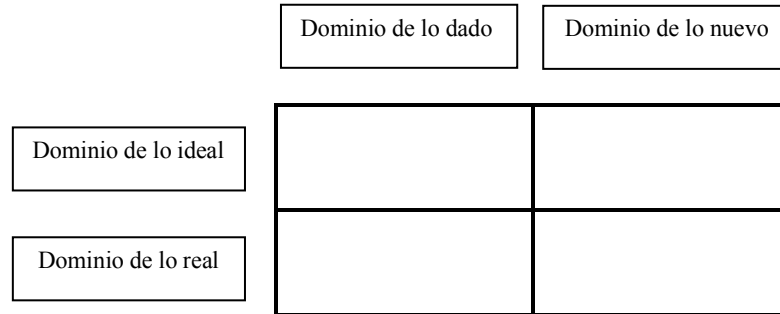 Dominio de lo dado
Dominio de lo nuevo
Dominio de lo ideal
Dominio de lo real